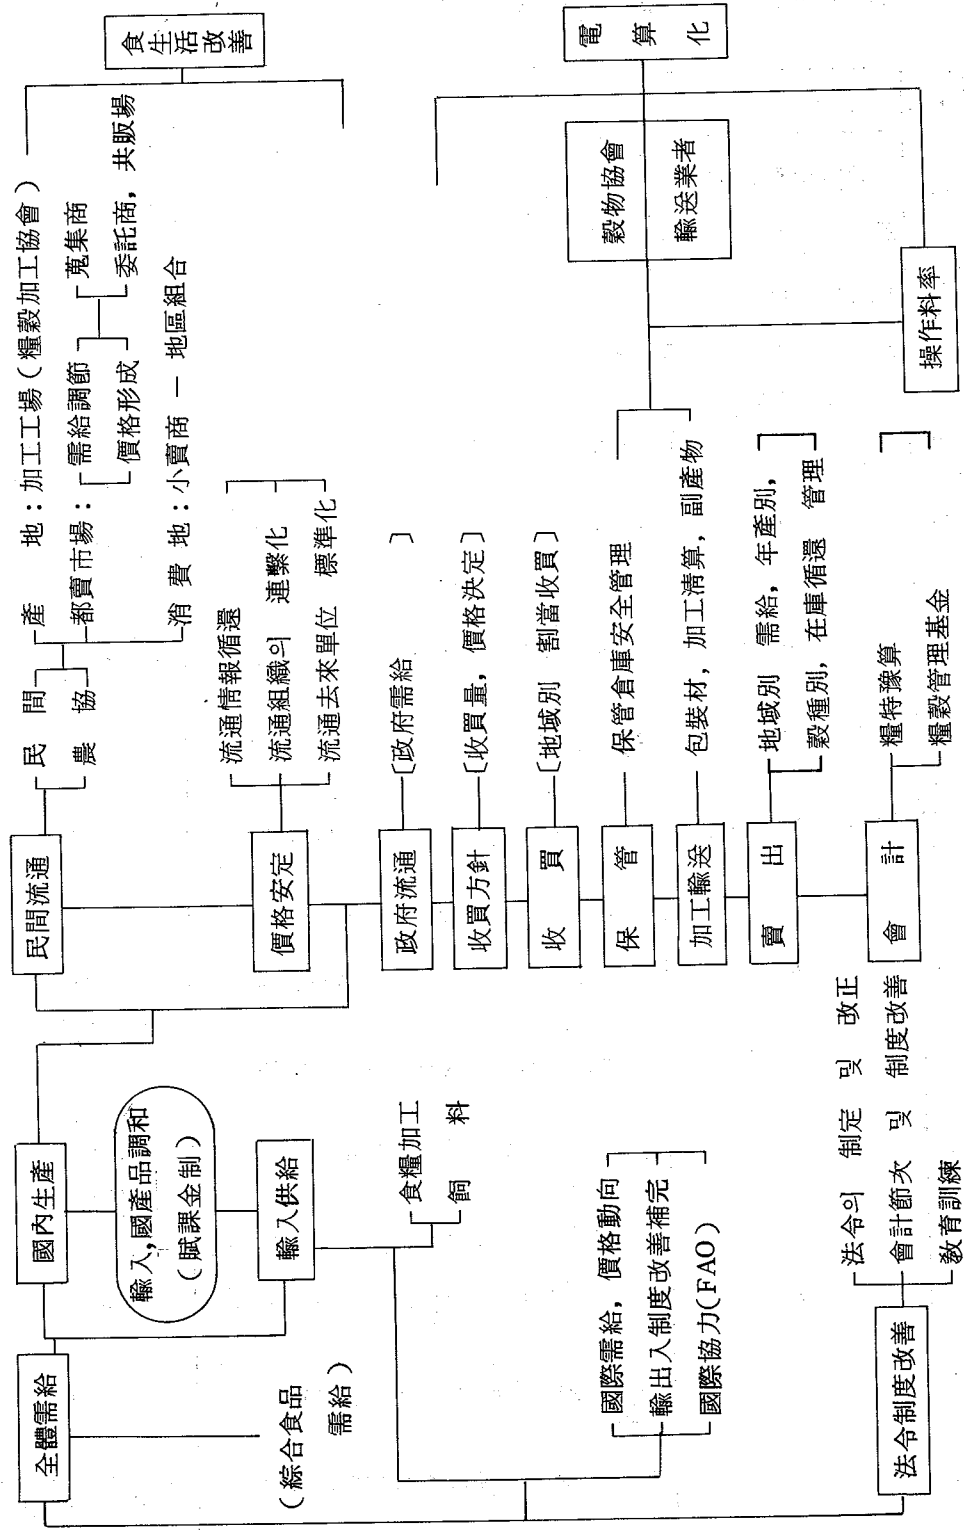 全體需給
(綜合食品
需給)
國內生產
輸入,國產品調和
(賦課金制)
輸入供給
食糧加工
飼 料
國際需給, 價格動向
輸出入制度改善補完
國際協力(FAO)
法令制度改善
法令의 制定 및 改正
會計節次 및 制度改善
敎育訓練
民間流通
民 間
農 協
產 地:加工工場(糧穀加工協會)
都賣市場:
需給調節
價格形成
蒐集商
委託商, 共販場
消 費 地:小賣商 — 地區組合
食生活改善
價格安定
流通情報循還
流通組織의 連繫化
流通去來單位 標準化
政府流通
〔政府需給 〕
收買方針
〔收買量, 價格決定〕
收 買
〔地域別 割當收買〕
保 管
保管倉庫安全管理
加工輸送
包裝材, 加工淸算, 副產物
賣 出
地域別 需給, 年產別,
穀種別, 在庫循還 管理
會 計
糧特豫算
糧穀管理基金
電 算 化
穀物協會
輸送業者
操作料率